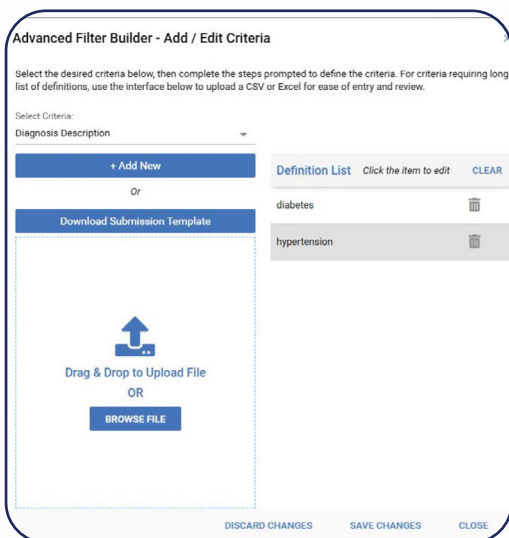 Advanced Filter Builder - Add / Edit Criteria
Select the desired criteria below, then complete the steps prompted to define the criteria. For criteria requiring long
list of definitions, use the interface below to upload a CSV or Excel for ease of entry and review.
Select Criteria:
Diagnosis Description
+ Add New
Or
Download Submission Template
Drag & Drop to Upload File
OR
BROWSE FILE
Definition List Click the item to edit CLEAR
diabetes
hypertension
DISCARD CHANGES SAVE CHANGES CLOSE